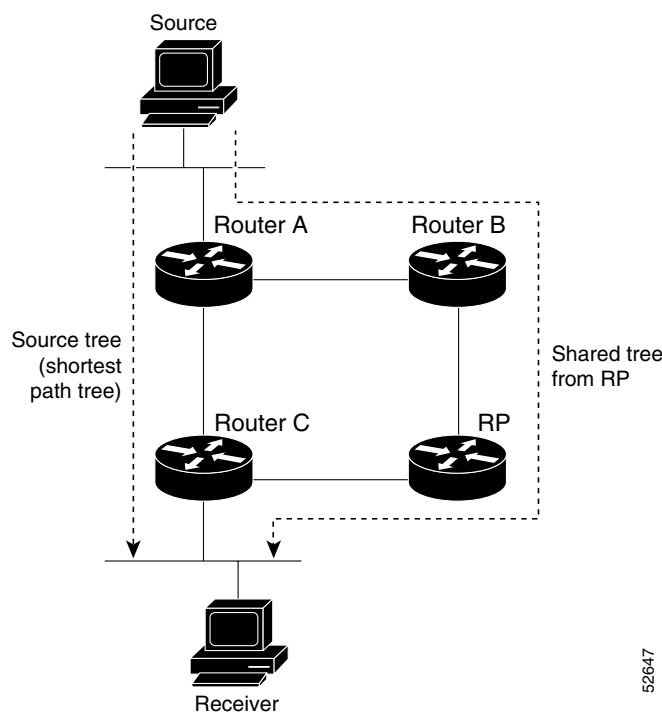 Source
Router A
Router B
Source tree
(shortest
path tree)
Shared tree
from RP
Router C
RP
Receiver
52647